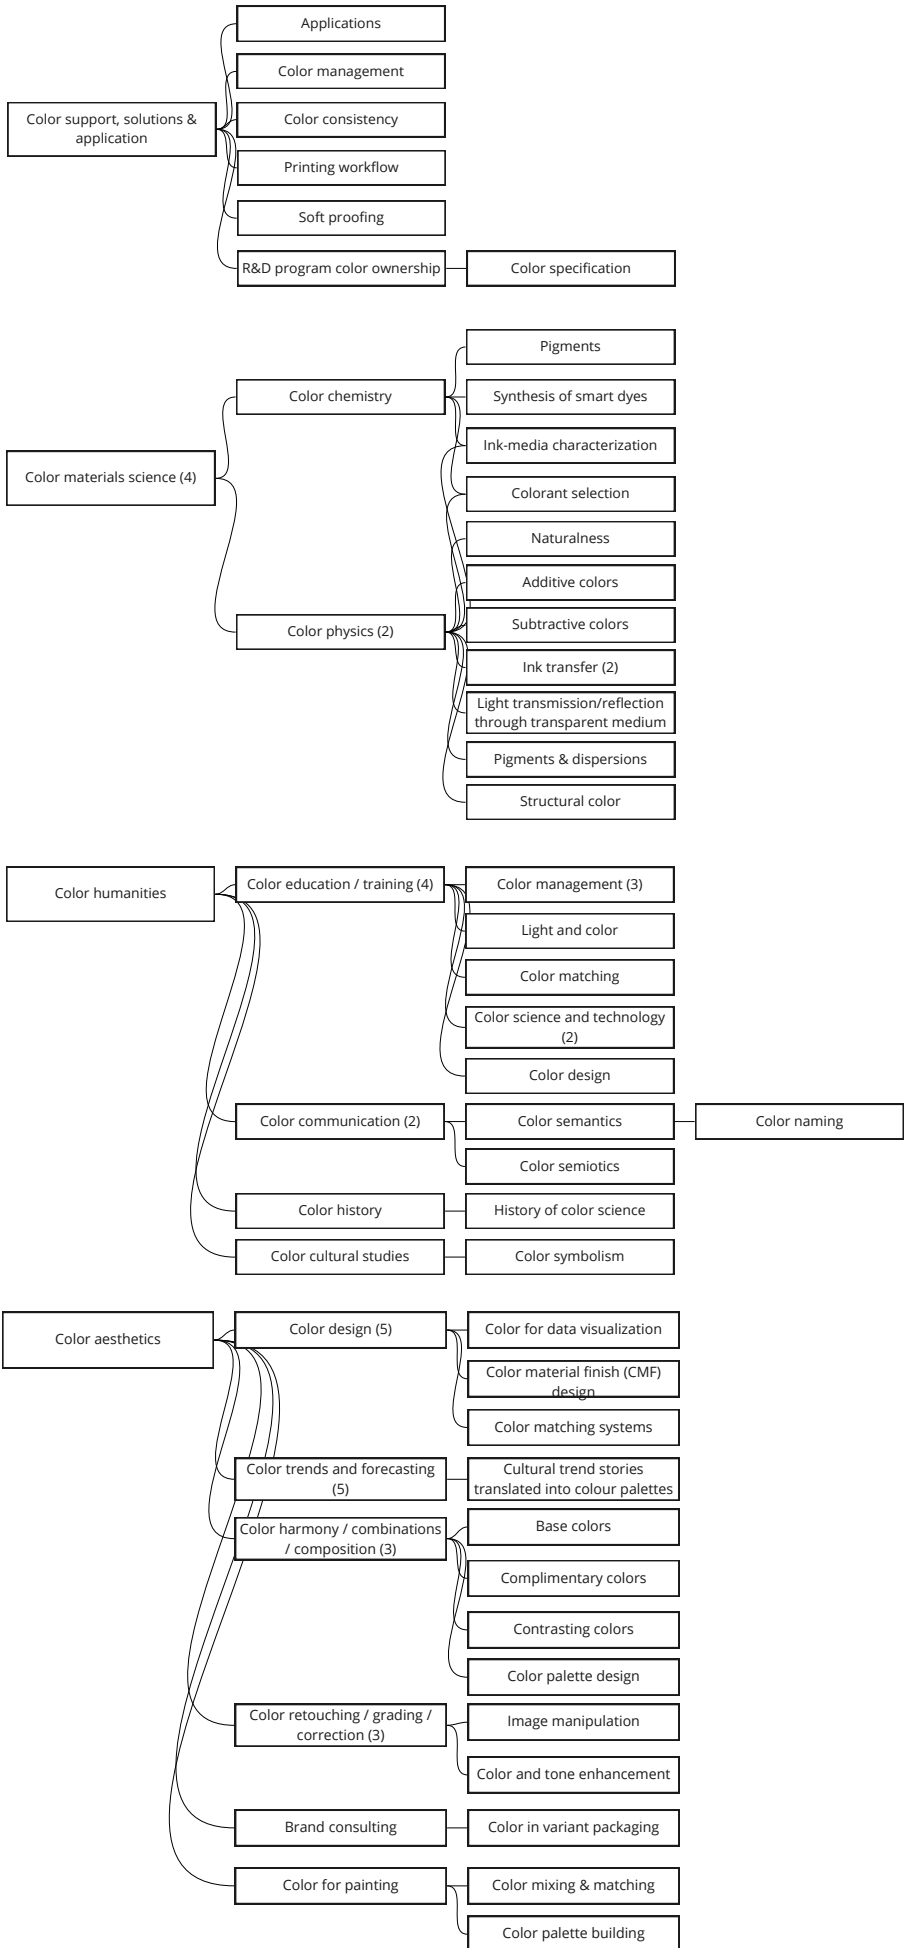 Applications
Color management
Color support, solutions &
application
Color consistency
Printing workflow
Soft proofing
R&D program color ownership
Color specification
Pigments
Color chemistry
Synthesis of smart dyes
Ink-media characterization
Color materials science (4)
Colorant selection
Naturalness
Additive colors
Color physics (2)
Subtractive colors
Ink transfer (2)
Light transmission/reflection
through transparent medium
Pigments & dispersions
Structural color
Color humanities
Color education / training (4)
Color management (3)
Light and color
Color matching
Color science and technology
(2)
Color design
Color communication (2)
Color semantics
Color naming
Color semiotics
Color history
History of color science
Color cultural studies
Color symbolism
Color aesthetics
Color design (5)
Color for data visualization
Color material finish (CMF)
design
Color matching systems
Color trends and forecasting
(5)
Cultural trend stories
translated into colour palettes
Color harmony / combinations
/ composition (3)
Base colors
Complimentary colors
Contrasting colors
Color palette design
Color retouching / grading /
correction (3)
Image manipulation
Color and tone enhancement
Brand consulting
Color in variant packaging
Color for painting
Color mixing & matching
Color palette building